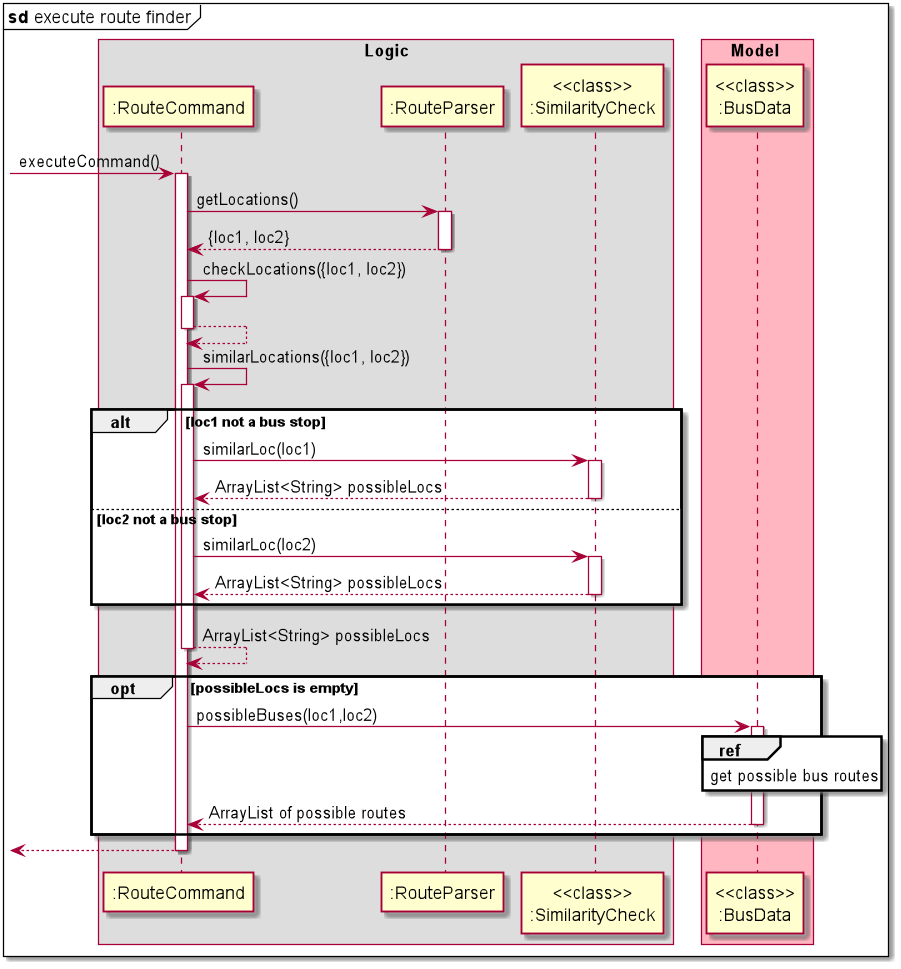 sd execute route finder
Logic
Model
:RouteCommand
:RouteParser
<<class>>
:SimilarityCheck
<<class>>
:BusData
executeCommand()
getLocations()
{loc1, loc2}
checkLocations({loc1, loc2})
similarLocations({loc1, loc2})
alt
[loc1 not a bus stop]
similarLoc(loc1)
ArrayList<String> possibleLocs
[loc2 not a bus stop]
similarLoc(loc2)
ArrayList<String> possibleLocs
ArrayList<String> possibleLocs
opt
[possibleLocs is empty]
possibleBuses(loc1,loc2)
ref
get possible bus routes
ArrayList of possible routes
:RouteCommand
:RouteParser
<<class>>
:SimilarityCheck
<<class>>
:BusData